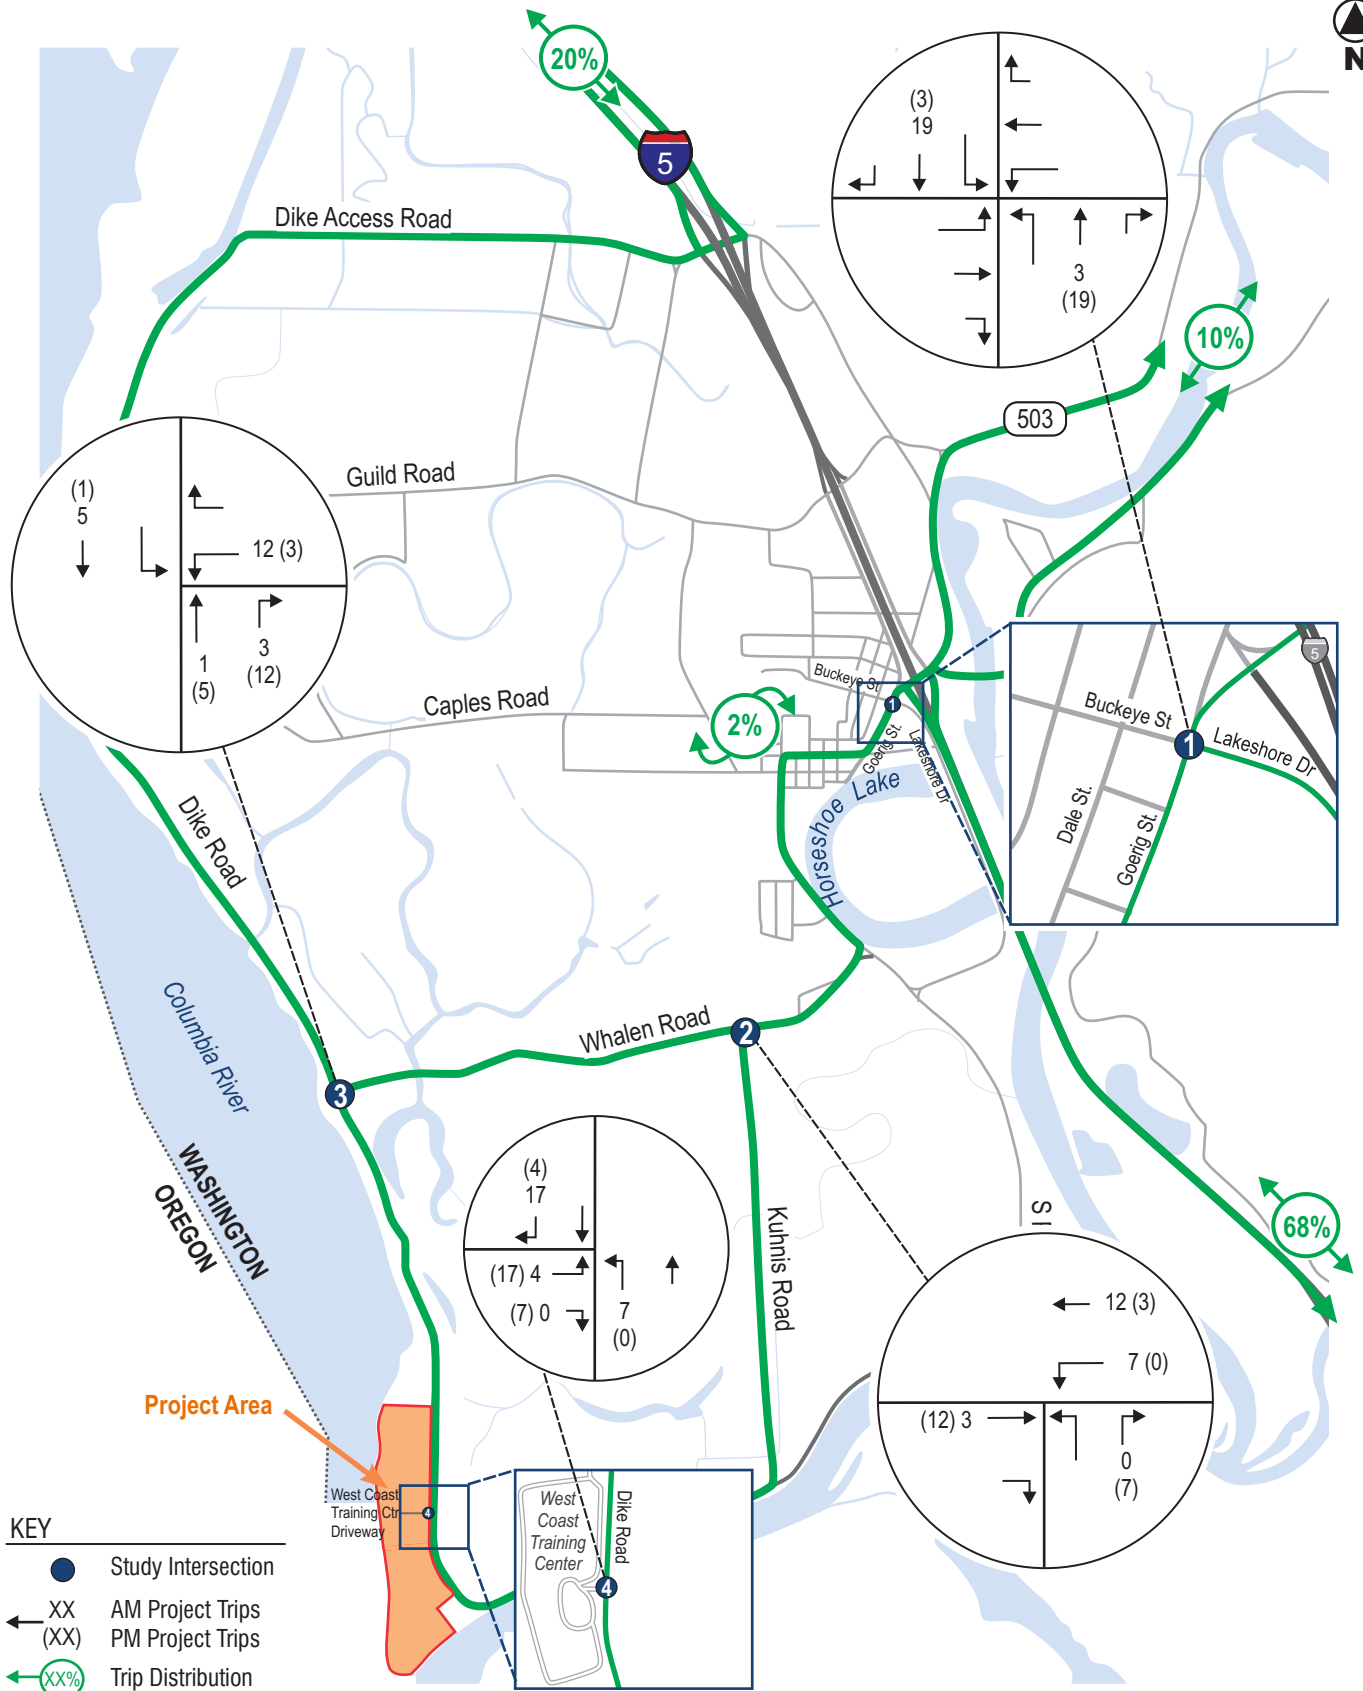 N
20%
5
(3)
19
3
(19)
Dike Access Road
10%
503
Guild Road
(1)
5
12 (3)
1
(5)
3
(12)
Buckeye St
Caples Road
2%
1
Goerig St.
Lakeshore Dr
Horseshoe Lake
5
Buckeye St
1
Lakeshore Dr
Dale St.
Goerig St.
Dike Road
Columbia River
Whalen Road
2
3
WASHINGTON
OREGON
(4)
17
(17) 4
(7) 0
7
(0)
Kuhnis Road
S I
68%
12 (3)
7 (0)
(12) 3
0
(7)
Project Area
West Coast
Training Ctr
Driveway
4
West
Coast
Training
Center
Dike Road
4
KEY
Study Intersection
XX AM Project Trips
(XX) PM Project Trips
XX% Trip Distribution